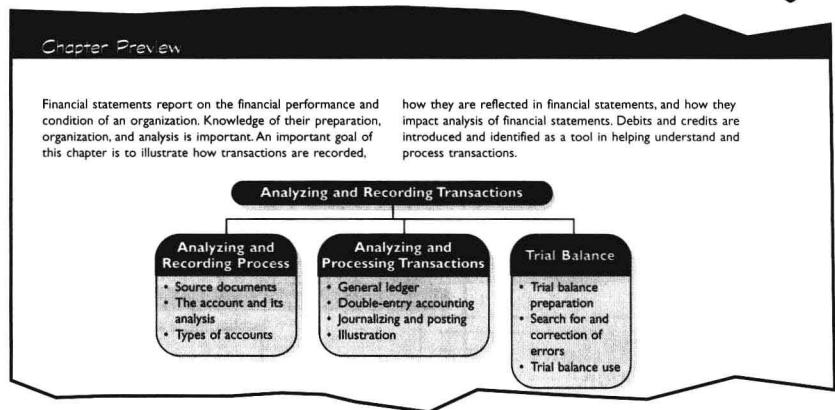 Chapter Preview
Financial statements report on the financial performance and
condition of an organization. Knowledge of their preparation,
organization, and analysis is important. An important goal of
this chapter is to illustrate how transactions are recorded,
how they are reflected in financial statements, and how they
impact analysis of financial statements. Debits and credits are
introduced and identified as a tool in helping understand and
process transactions.
Analyzing and Recording Transactions
Analyzing and
Recording Process
• Source documents
• The account and its
analysis
• Types of accounts
Analyzing and
Processing Transactions
• General ledger
• Double-entry accounting
• Journalizing and posting
• Illustration
Trial Balance
• Trial balance
preparation
• Search for and
correction of
errors
• Trial balance use